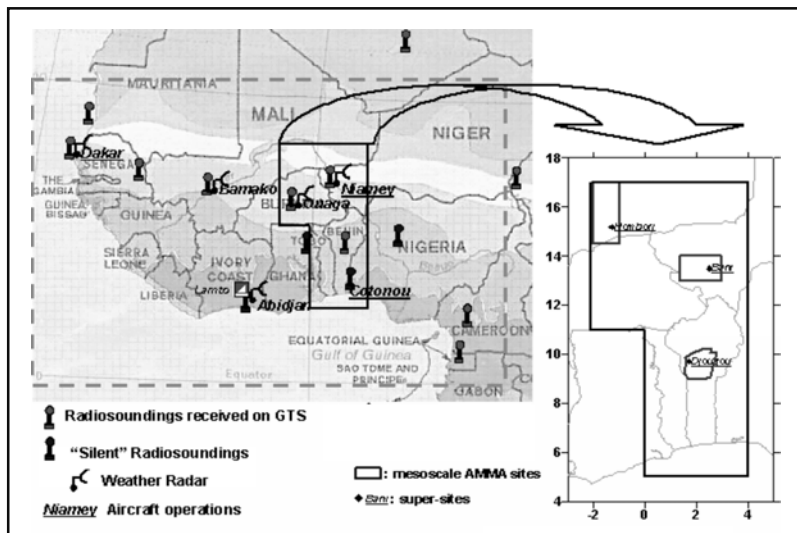 MAURITANIA
MALI
NIGER
Dakar
SENEGAL
THE GAMBIA
GUINEA BISSAU
Bamako
Niamey
Ouaga
GUINEA
BENIN
TOGO
NIGERIA
SIERRA LEONE
IVORY COAST
GHANA
LIBERIA
Lamto
Abidjan
Cotonou
CAMEROON
EQUATORIAL GUINEA
Gulf of Guinea
SAO TOME AND PRINCIPE
Equator
GABON
0
18
16
14
12
10
8
6
4
-2
0
2
4
Radiosoundings received on GTS
“Silent” Radiosoundings
Weather Radar
Niamey Aircraft operations
: mesoscale AMMA sites
: super-sites